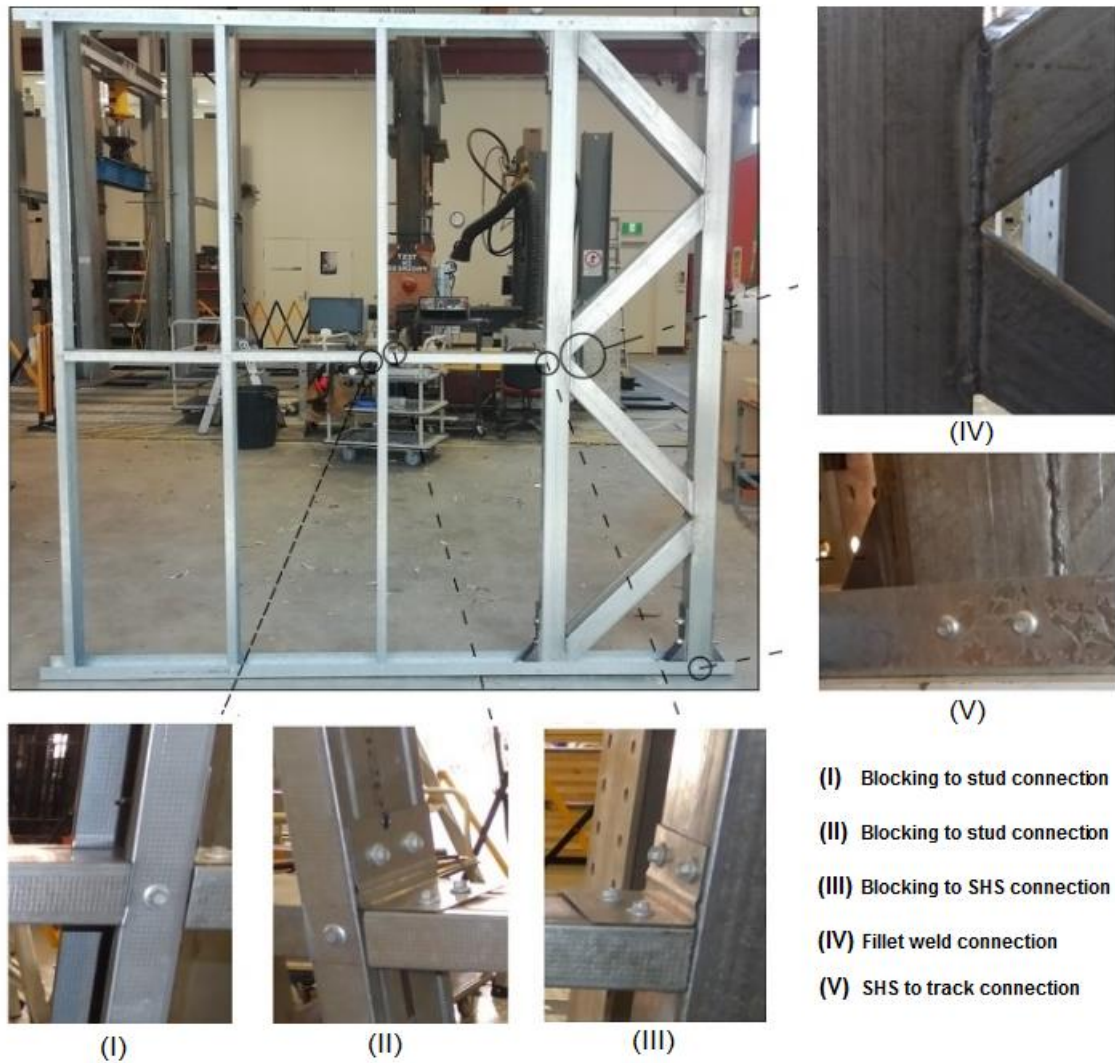 (IV)
(V)
(I) Blocking to stud connection
(II) Blocking to stud connection
(III) Blocking to SHS connection
(IV) Fillet weld connection
(V) SHS to track connection
(I)
(II)
(III)